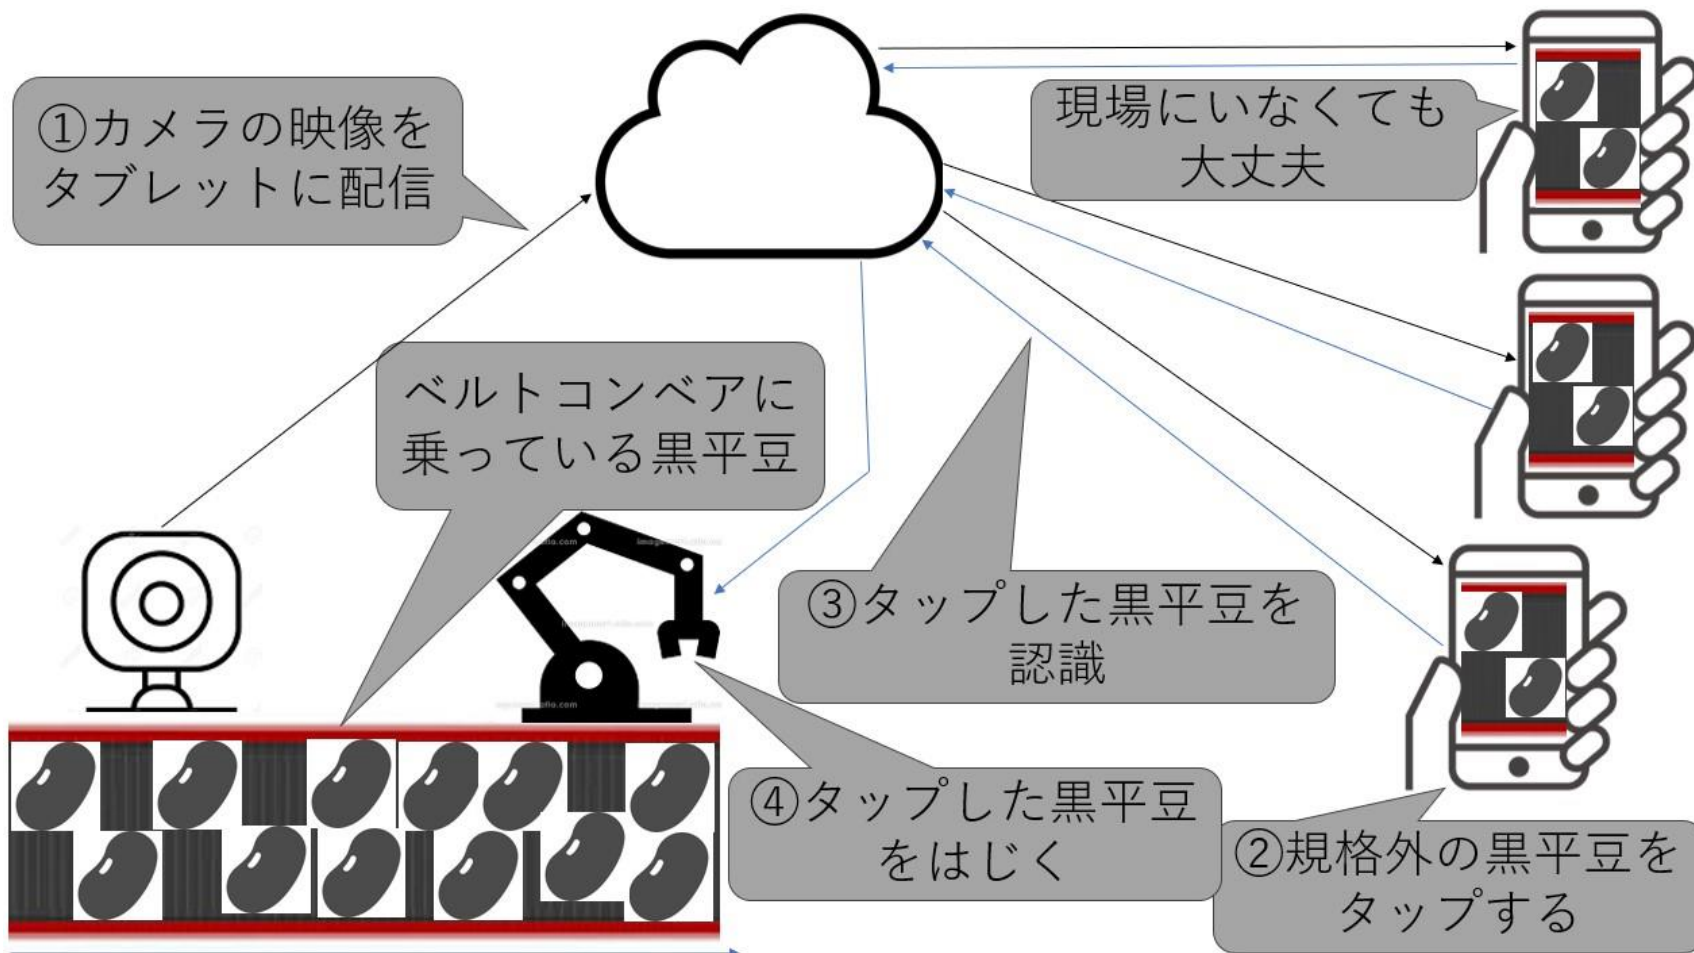 ①カメラの映像を
タブレットに配信
現場にいなくても
大丈夫
ベルトコンベアに
乗っている黒平豆
③タップした黒平豆を
認識
④タップした黒平豆
をはじく
②規格外の黒平豆を
タップする